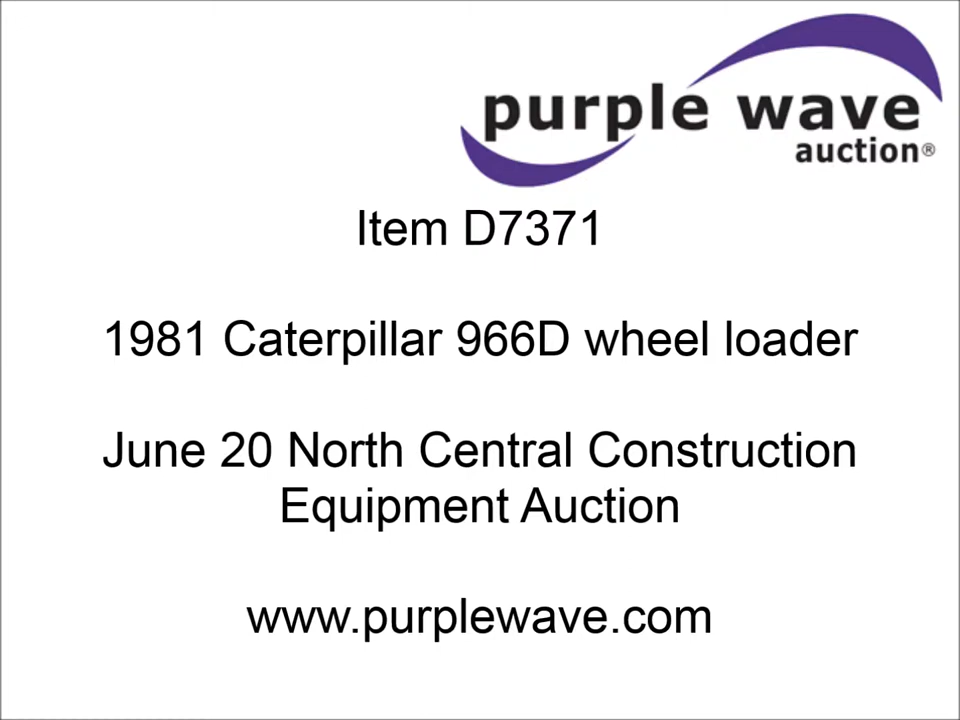 purple wave
auction®
Item D7371
1981 Caterpillar 966D wheel loader
June 20 North Central Construction
Equipment Auction
www.purplewave.com